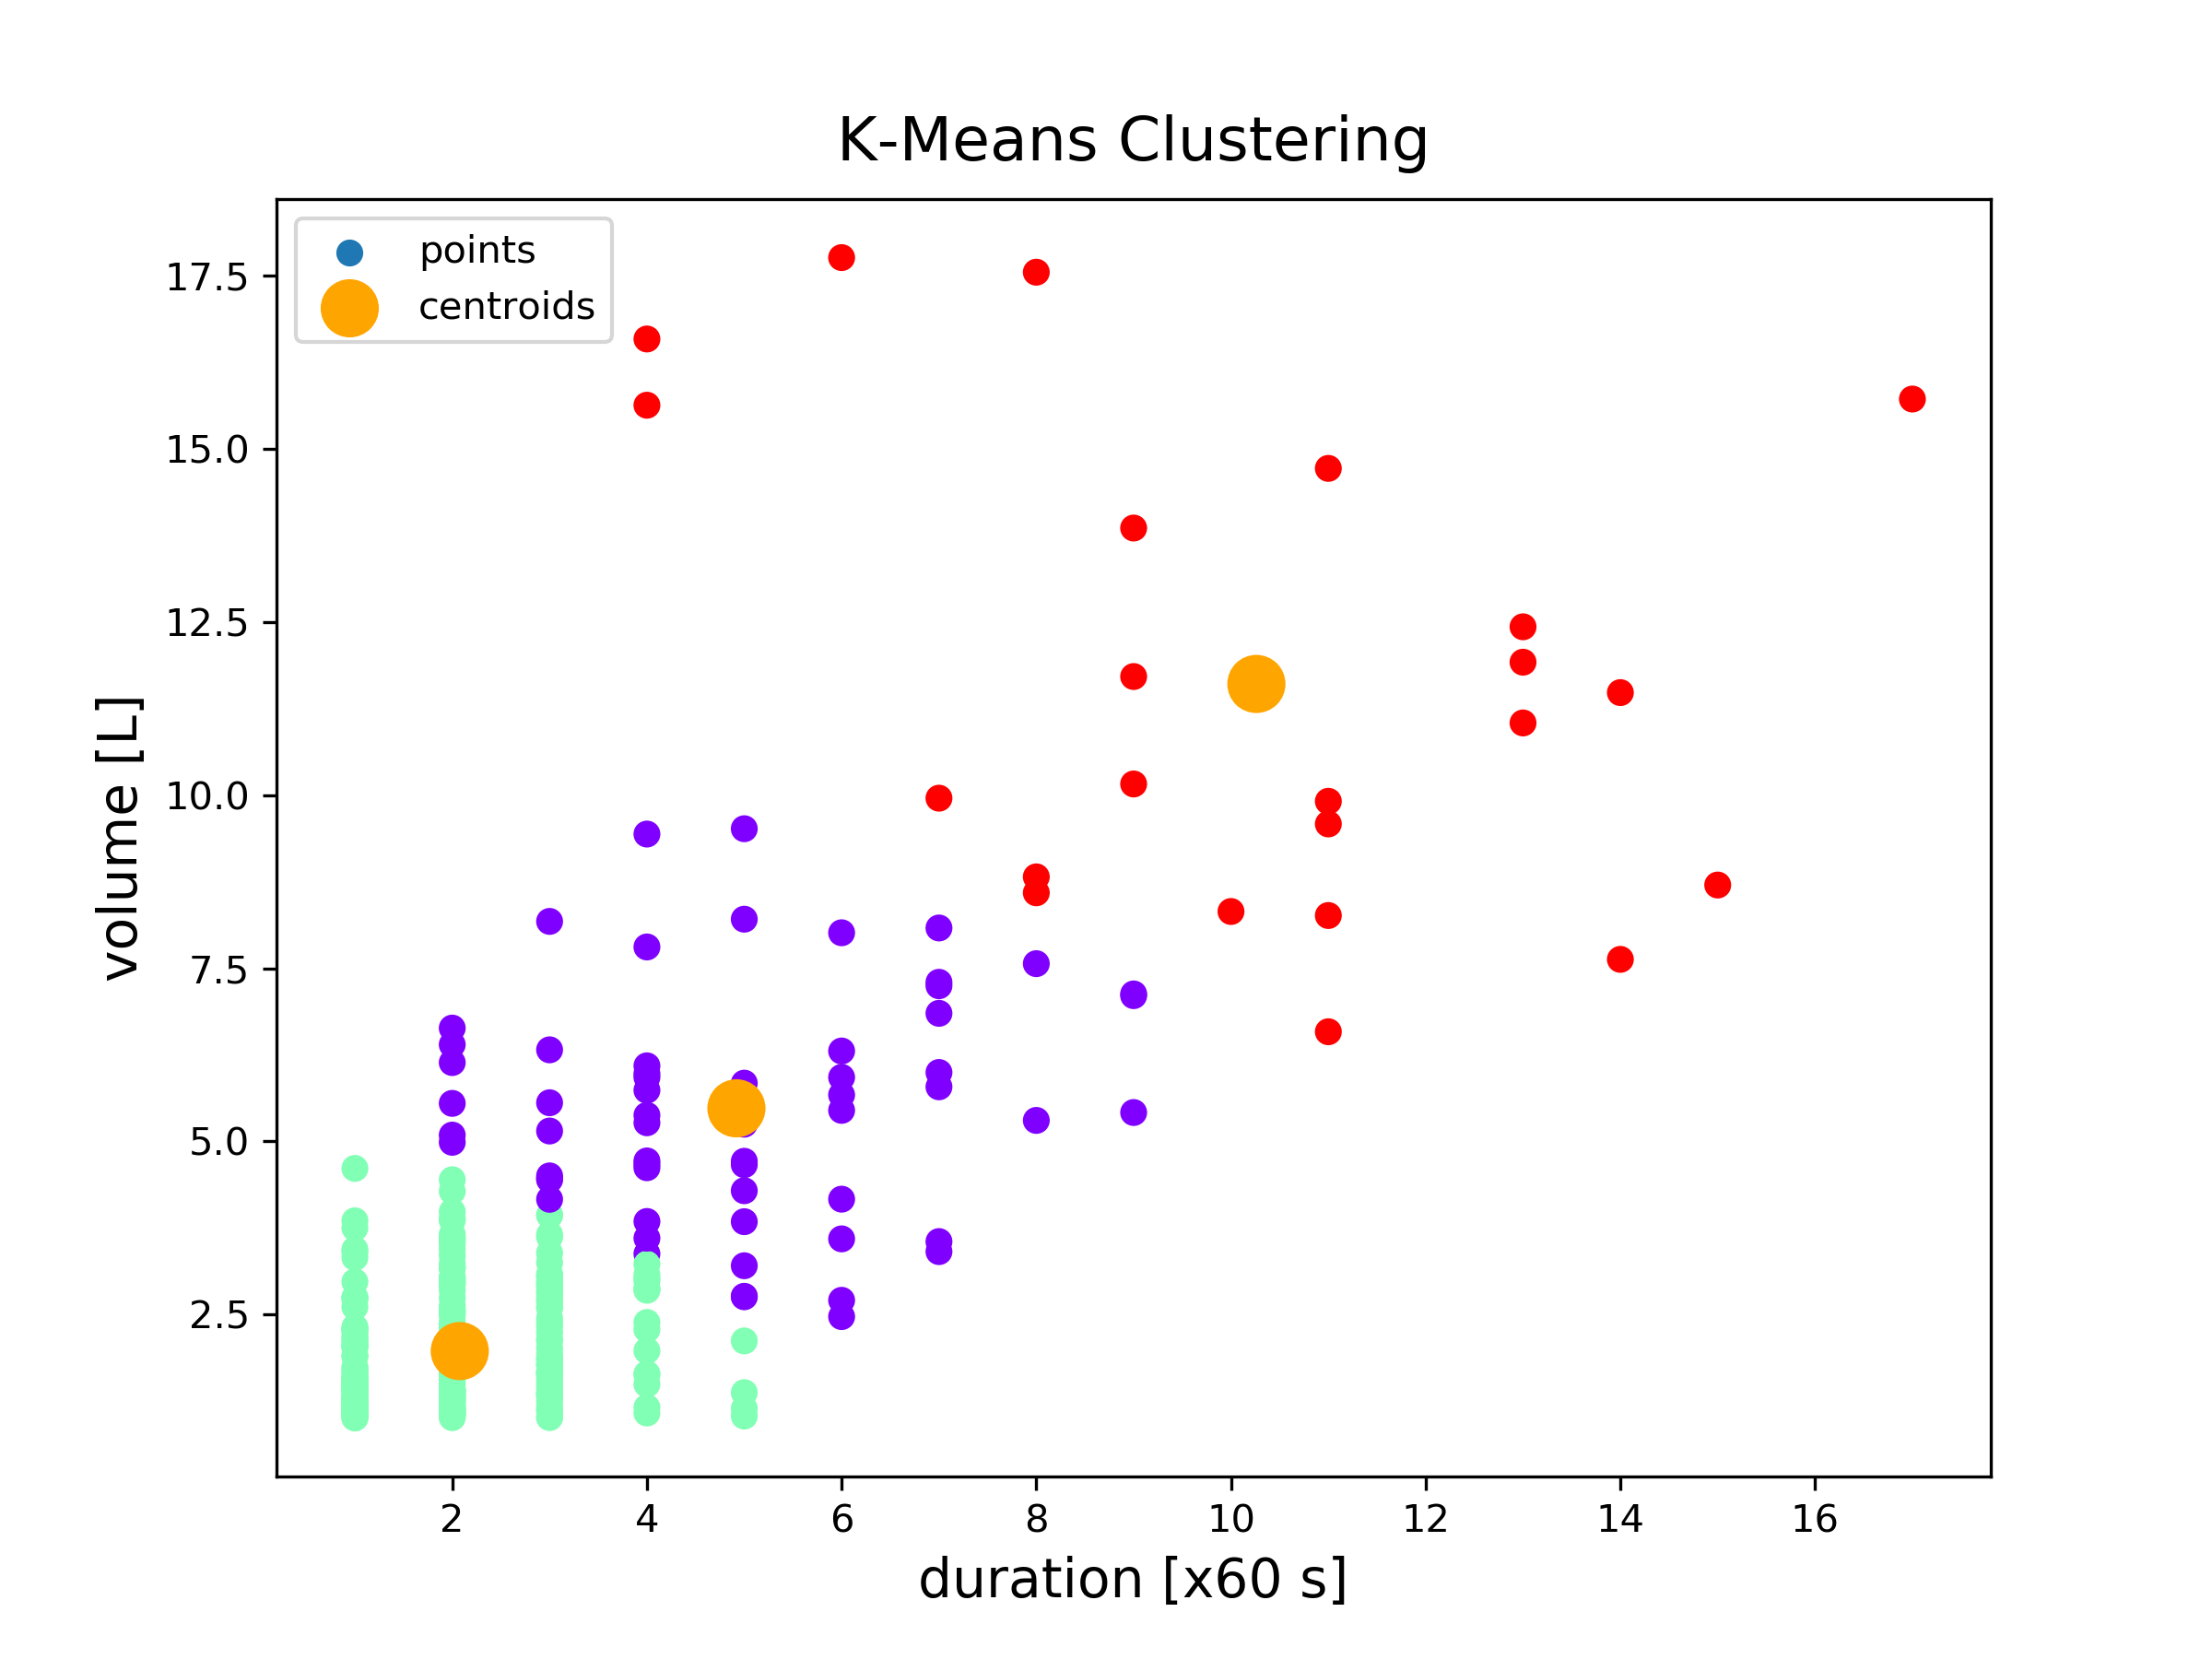 K-Means Clustering
points
centroids
17.5
15.0
12.5
10.0
7.5
5.0
2.5
volume [L]
2 4 6 8 10 12 14 16
duration [x60 s]